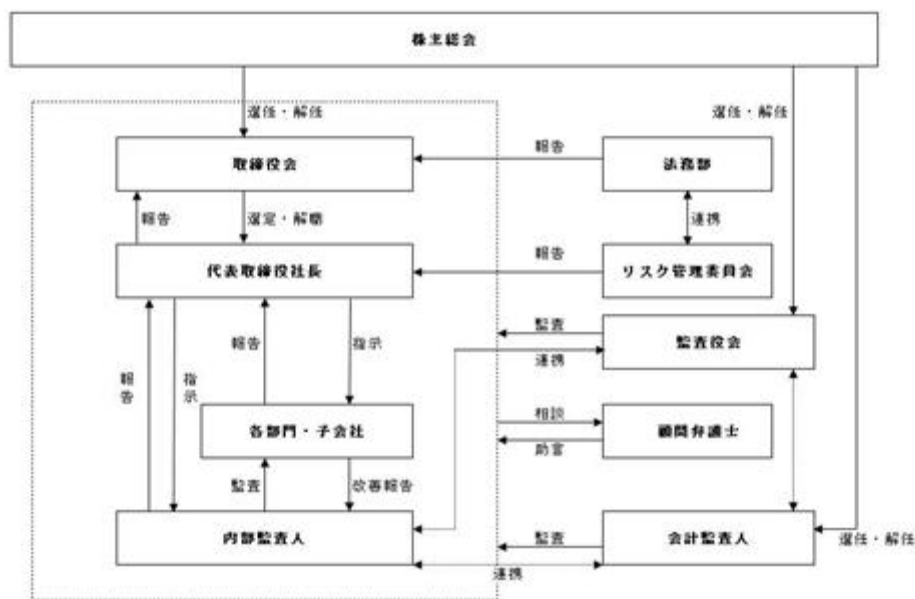 株主総会
選任・解任
選任・解任
取締役会
報告
法務部
報告
選定・解職
連携
代表取締役社長
報告
リスク管理委員会
監査
監査役会
報告
指示
連携
報告
指示
各部門・子会社
相談
顧問弁護士
助言
監査
改善報告
内部監査人
監査
会計監査人
選任・解任
連携